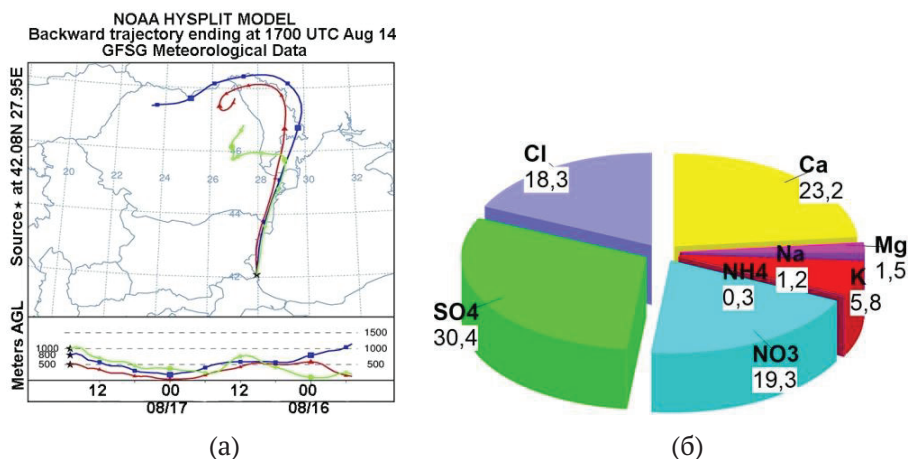 NOAA HYSPLIT MODEL
Backward trajectory ending at 1700 UTC Aug 14
GFSG Meteorological Data
Source ★ at 42.08N 27.95E
20
22
24
26
28
30
32
46
44
42
Meters AGL
1500
1000
1000
800
500
500
12
00
12
00
08/17
08/16
(а)
Cl
18,3
Ca
23,2
Mg
1,5
Na
1,2
K
5,8
NH4
0,3
SO4
30,4
NO3
19,3
(б)